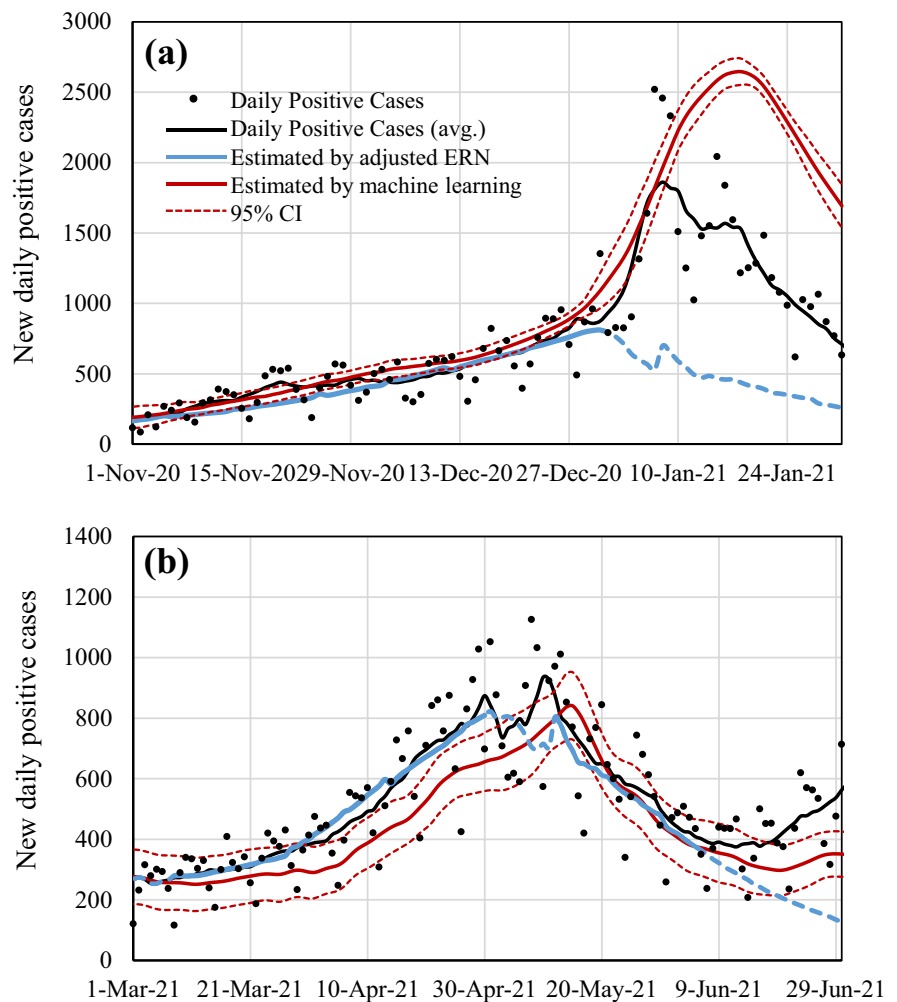 3000
(a)
2500
Daily Positive Cases
Daily Positive Cases (avg.)
2000
Estimated by adjusted ERN
Estimated by machine learning
1500
95% CI
1000
500
0
New daily positive cases
1-Nov-20 15-Nov-20 29-Nov-20 13-Dec-20 27-Dec-20 10-Jan-21 24-Jan-21
1400
(b)
1200
1000
800
600
400
200
0
New daily positive cases
1-Mar-21 21-Mar-21 10-Apr-21 30-Apr-21 20-May-21 9-Jun-21 29-Jun-21